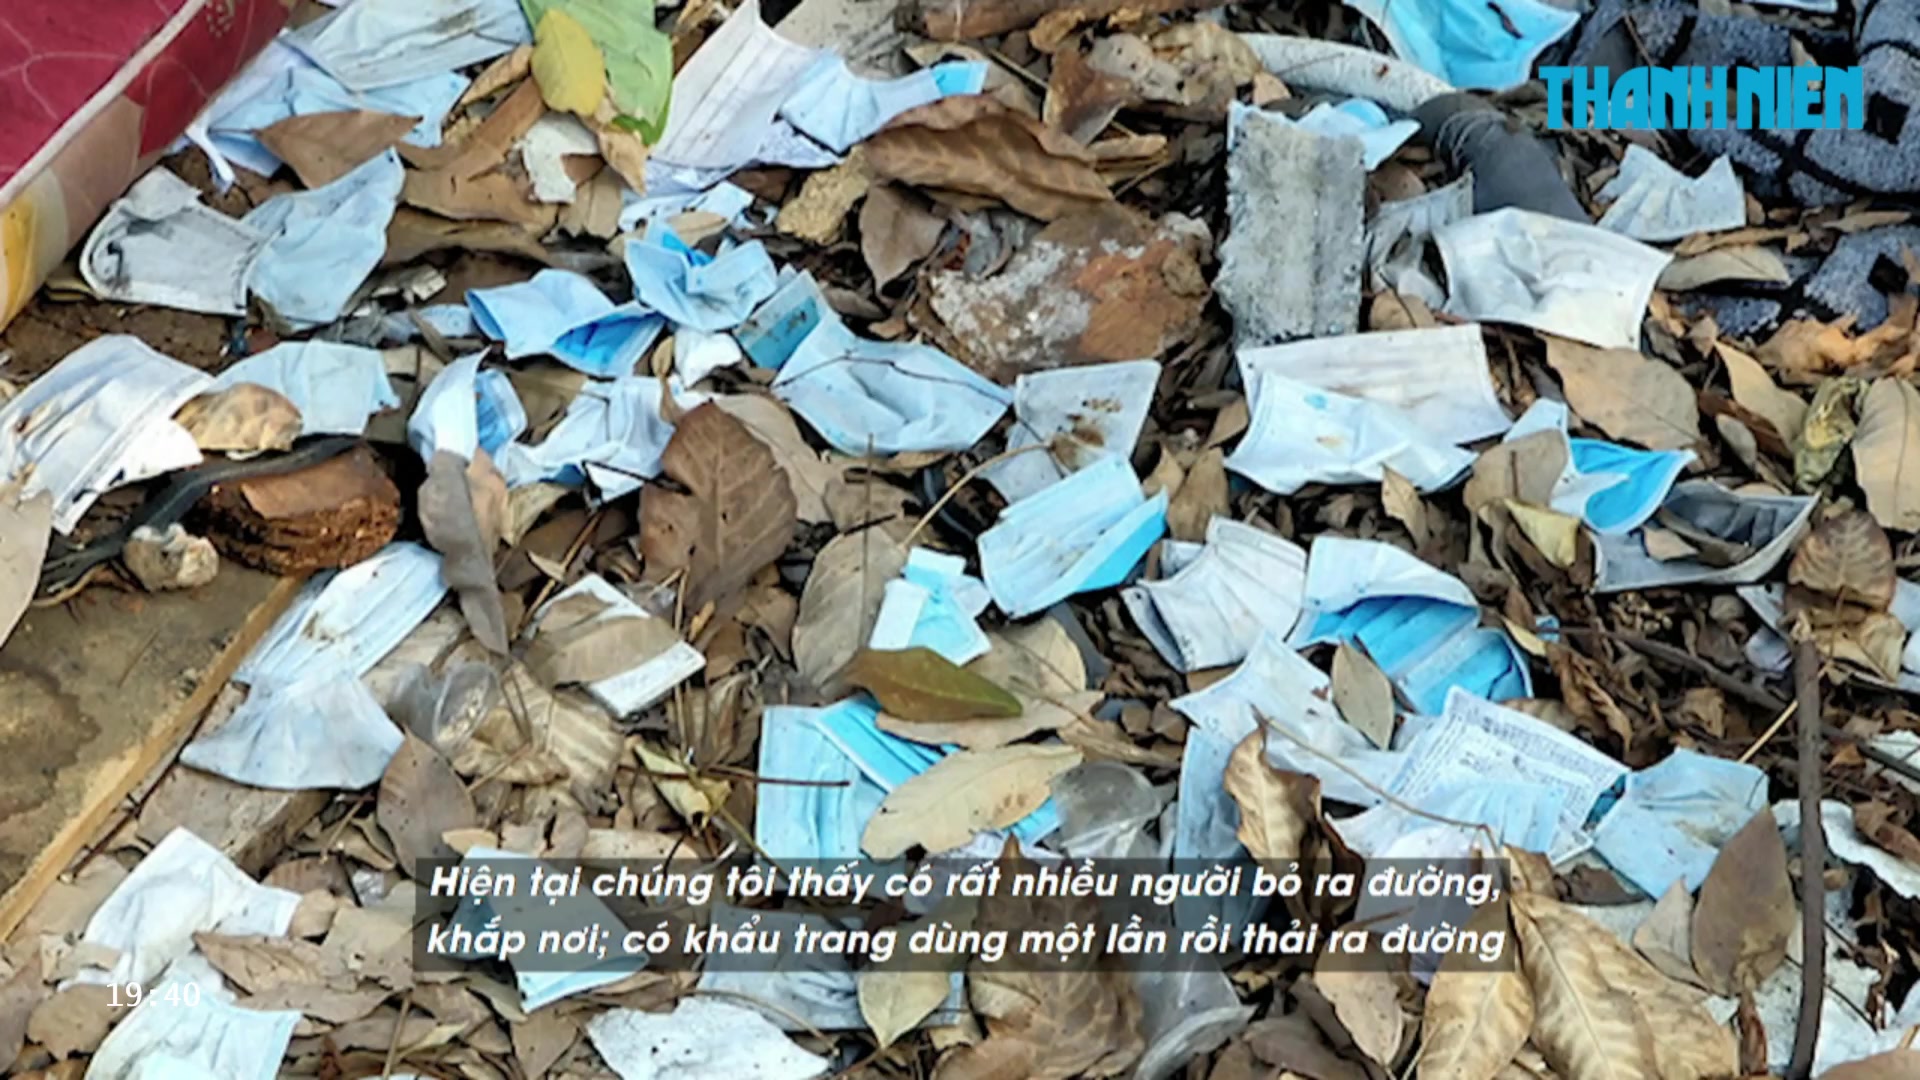 THANH NIÊN
Hiện tại chúng tôi thấy có rất nhiều người bỏ ra đường,
khắp nơi; có khẩu trang dùng một lần rồi thải ra đường
19:40